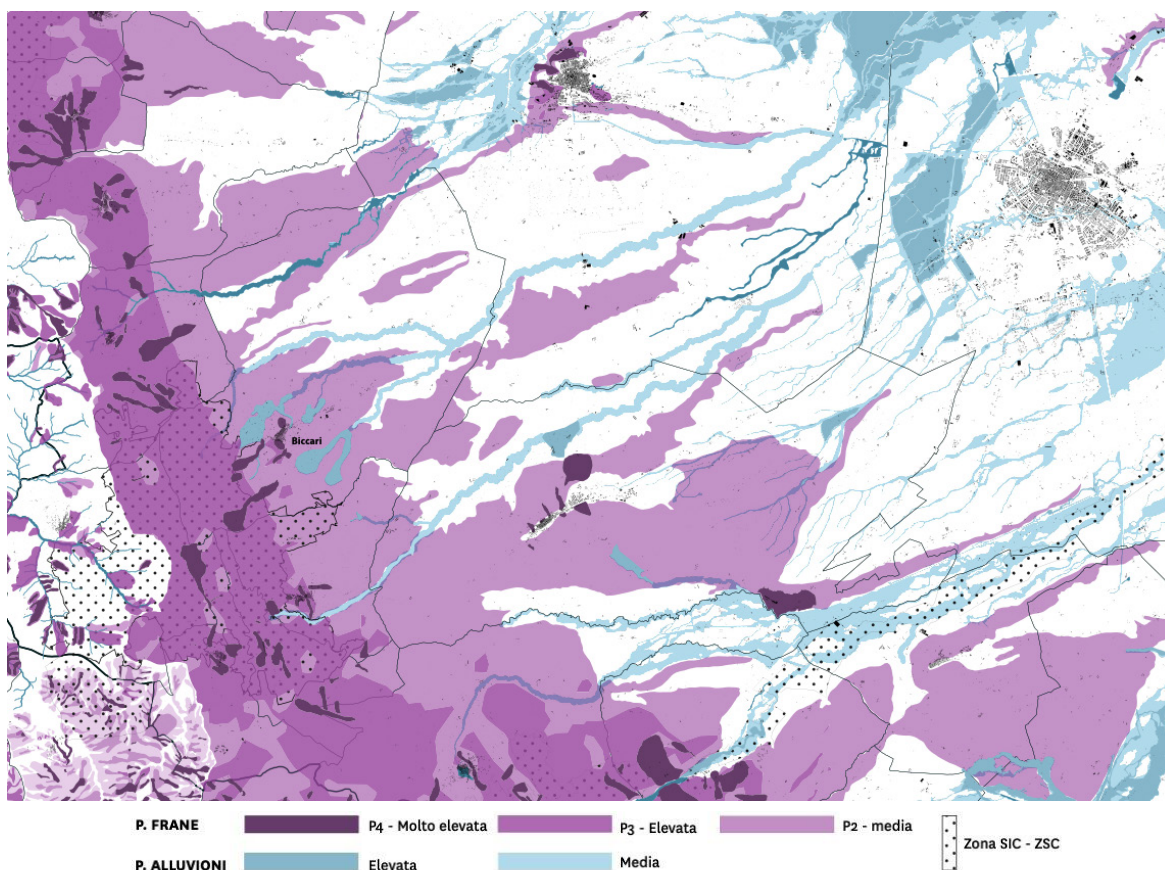 Biccari
P. FRANE P4 - Molto elevata P3 - Elevata P2 - media
Zona SIC - ZSC
P. ALLUVIONI Elevata Media